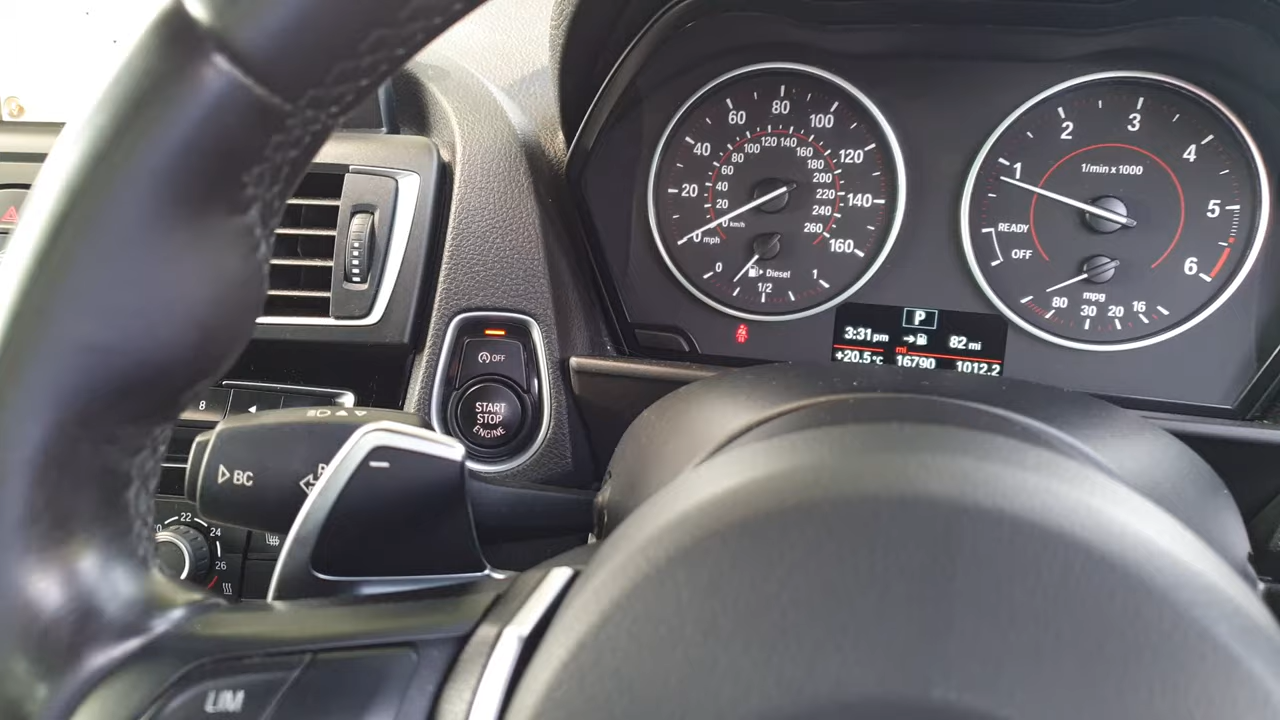 20
40
60
80
100
120
140
160
0 mph
0 km/h
20
40
60
80
100
120
140
160
180
200
220
240
260
0
1/2
1
Diesel
1
2
3
4
5
6
1/min x 1000
READY
OFF
mpg
80
30
20
16
P
3:31 pm
82 mi
mi
+20.5°C
16790
1012.2
A OFF
START
STOP
ENGINE
8
BC
22
24
26
LIM